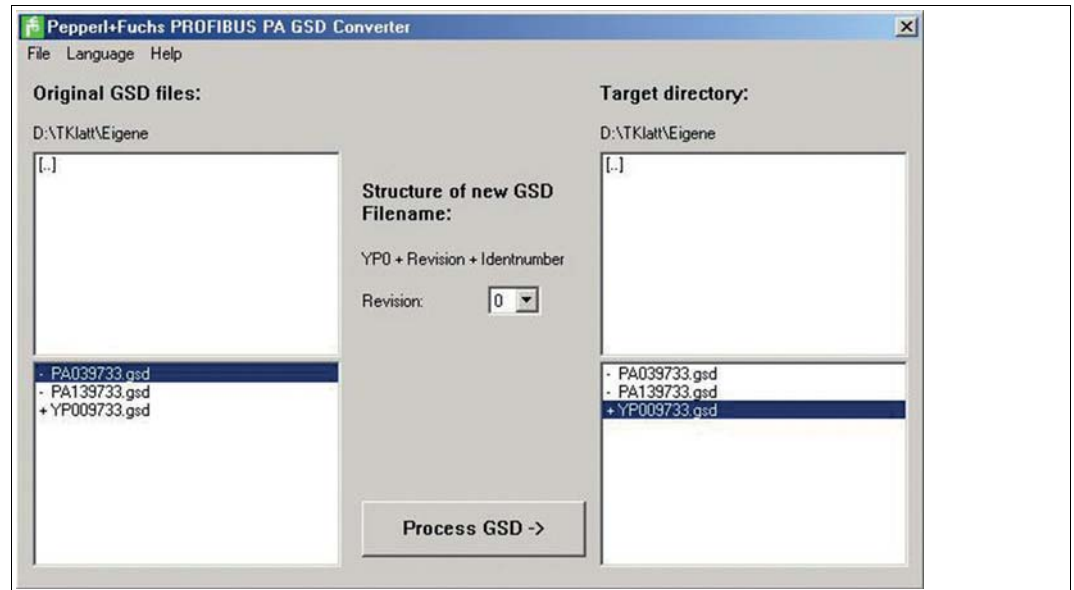 Pepperl+Fuchs PROFIBUS PA GSD Converter
File Language Help
Original GSD files:
D:\TKlatt\Eigene
[..]
- PA039733.gsd
- PA139733.gsd
+ YP009733.gsd
Structure of new GSD
Filename:
YP0 + Revision + Identnumber
Revision: 0
Process GSD ->
Target directory:
D:\TKlatt\Eigene
[..]
- PA039733.gsd
- PA139733.gsd
+ YP009733.gsd